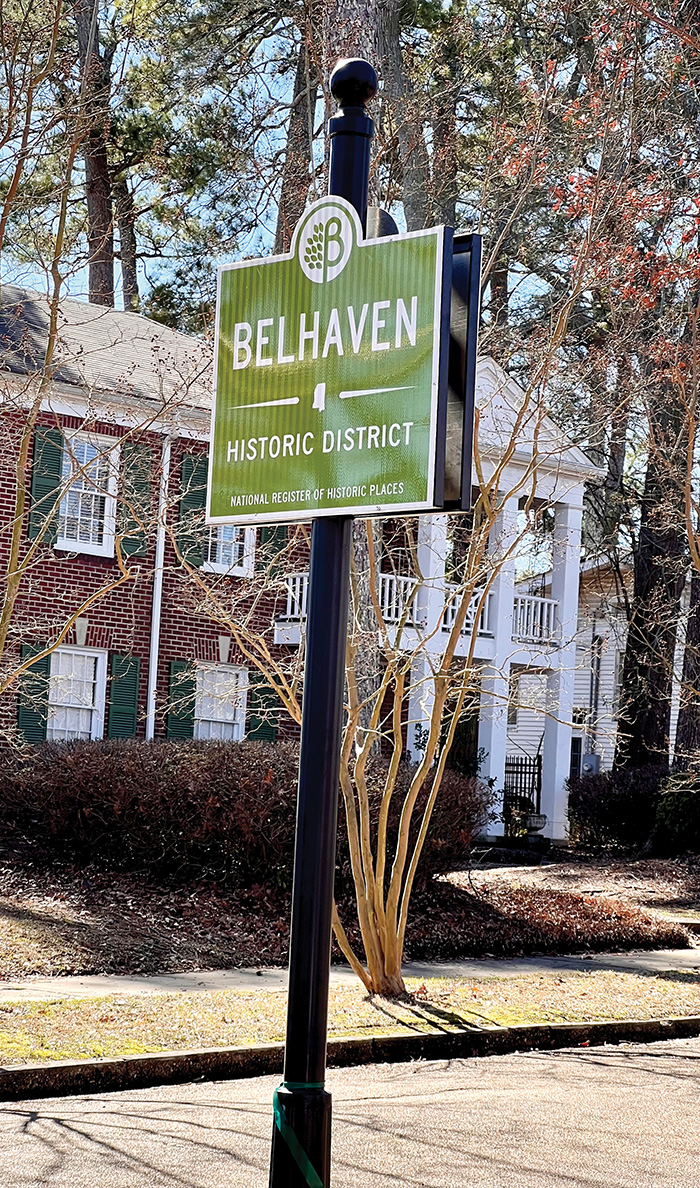 B
BELHAVEN
HISTORIC DISTRICT
NATIONAL REGISTER OF HISTORIC PLACES